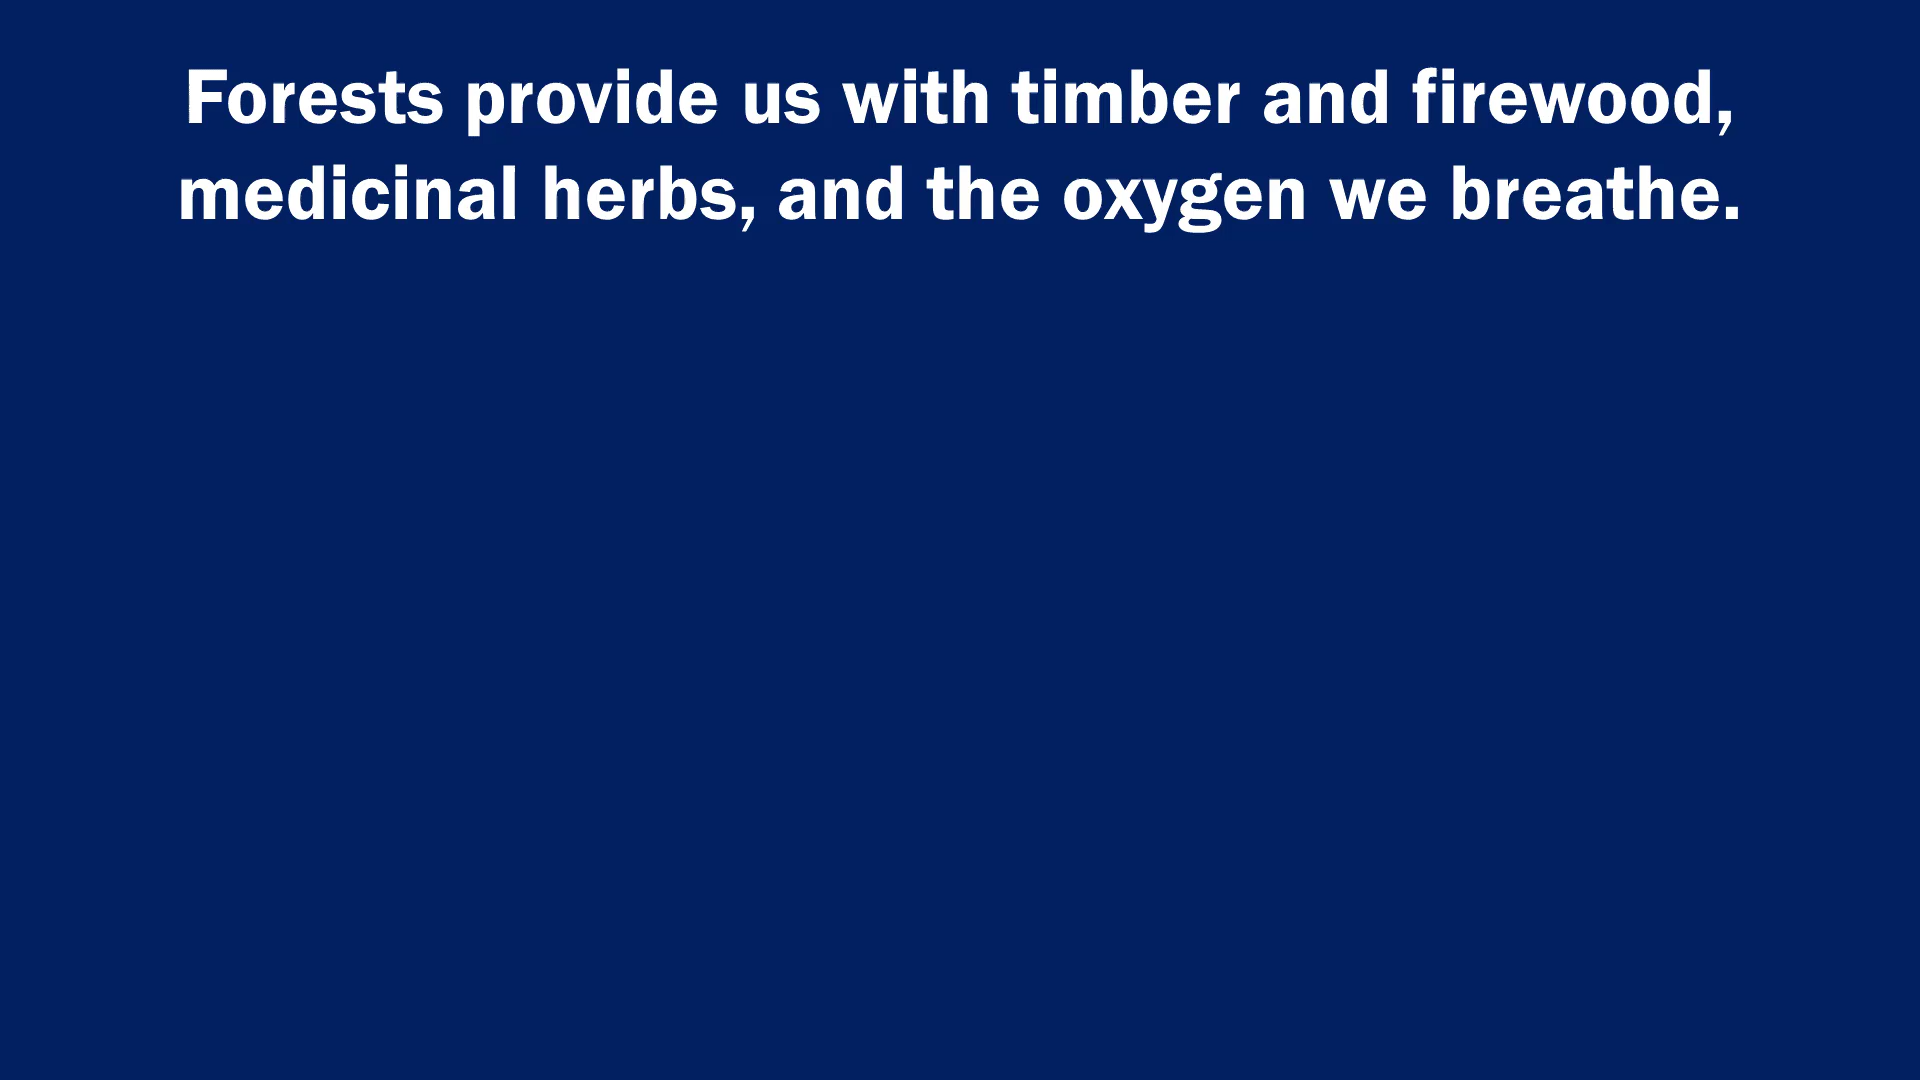 Forests provide us with timber and firewood,
medicinal herbs, and the oxygen we breathe.